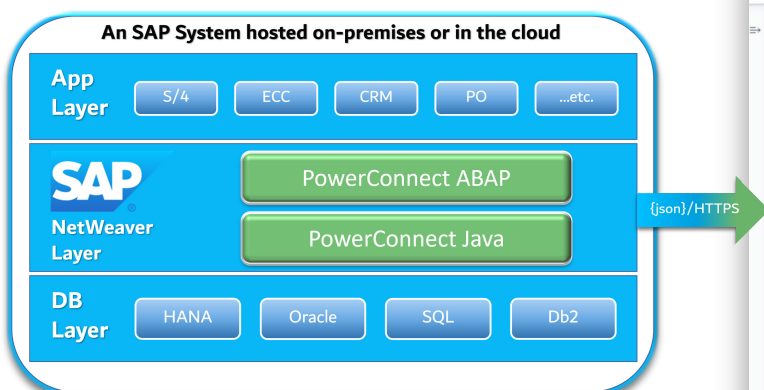 An SAP System hosted on-premises or in the cloud
App
Layer
S/4
ECC
CRM
PO
...etc.
SAP
®
NetWeaver
Layer
PowerConnect ABAP
PowerConnect Java
{json}/HTTPS
DB
Layer
HANA
Oracle
SQL
Db2